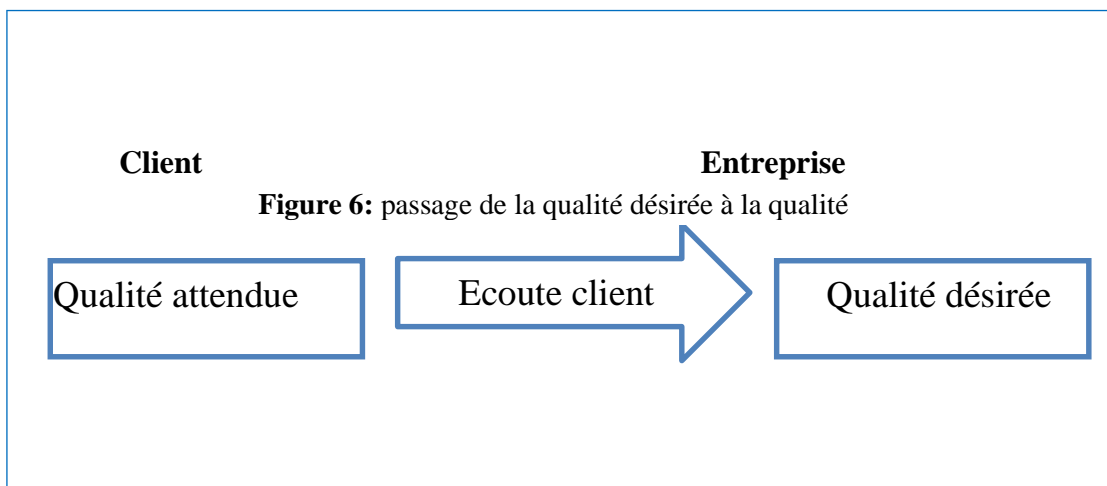 Client Entreprise
Figure 6: passage de la qualité désirée à la qualité
Qualité attendue Ecoute client Qualité désirée